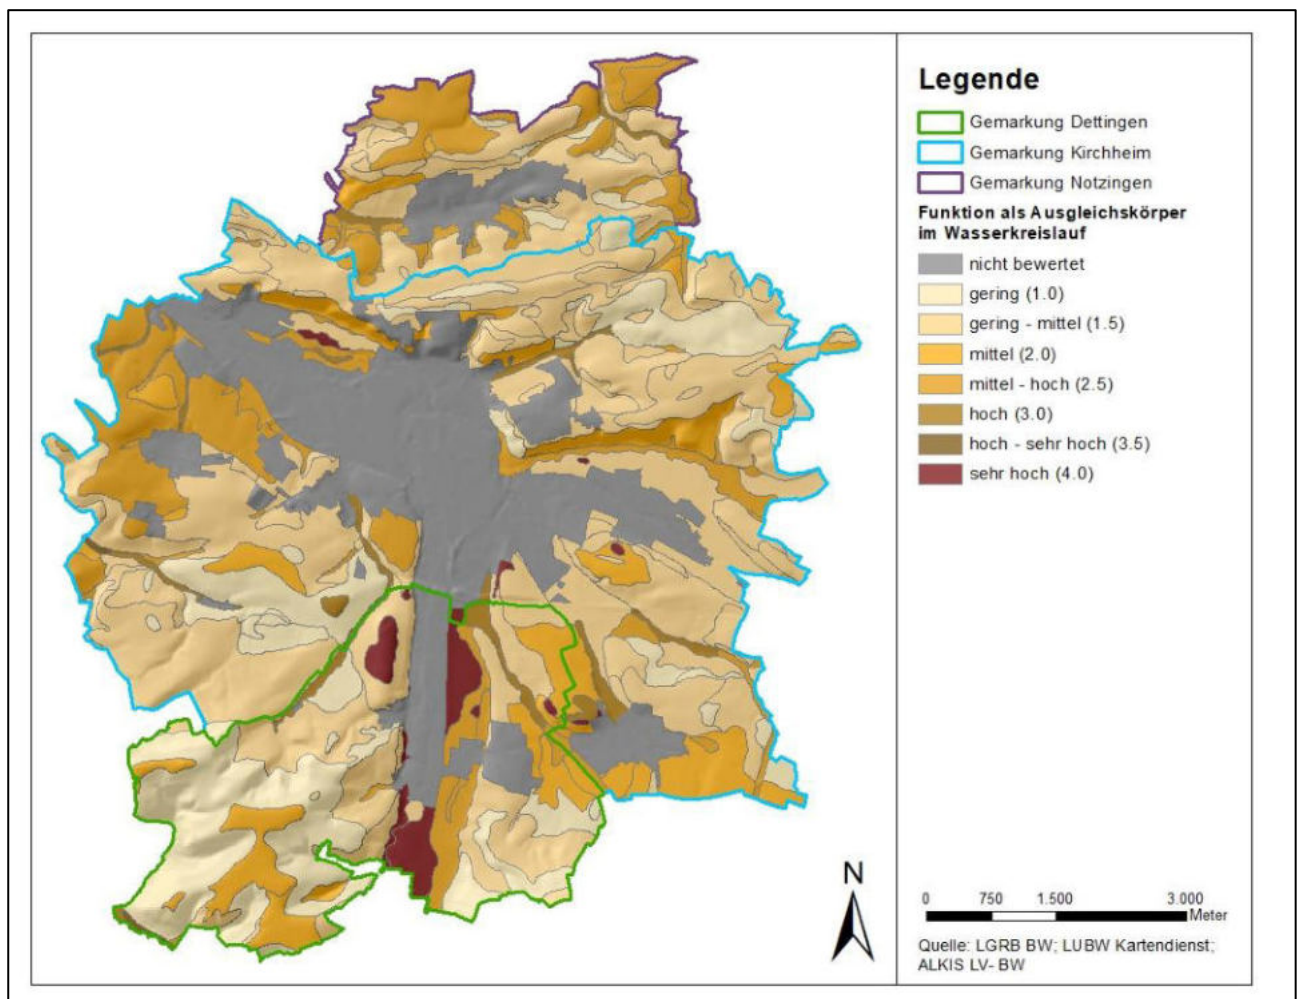 Legende
Gemarkung Dettingen
Gemarkung Kirchheim
Gemarkung Notzingen
Funktion als Ausgleichskörper
im Wasserkreislauf
nicht bewertet
gering (1.0)
gering - mittel (1.5)
mittel (2.0)
mittel - hoch (2.5)
hoch (3.0)
hoch - sehr hoch (3.5)
sehr hoch (4.0)
N
0 750 1.500 3.000
Meter
Quelle: LGRB BW; LUBW Kartendienst;
ALKIS LV- BW